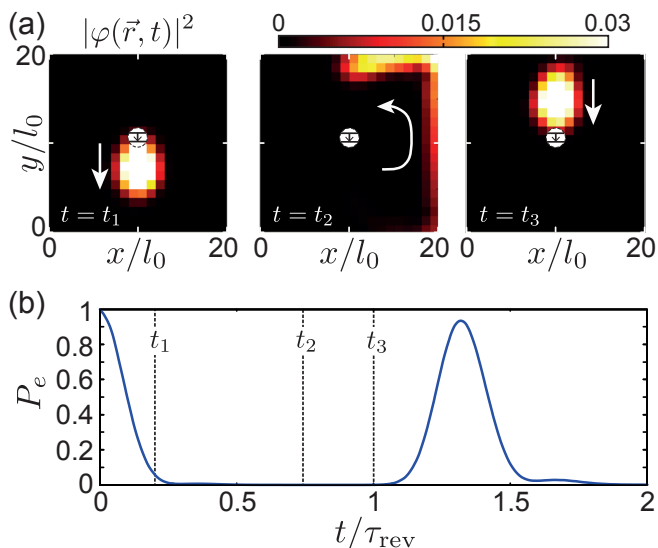 (a) |φ(r⃗, t)|² 0 0.015 0.03
20
y/l₀
0
t = t₁ t = t₂ t = t₃
0 20 0 20 0 20
x/l₀ x/l₀ x/l₀
(b)
1
0.8
0.6
0.4
0.2
0
Pₑ
t₁ t₂ t₃
0 0.5 1 1.5 2
t/τ_rev